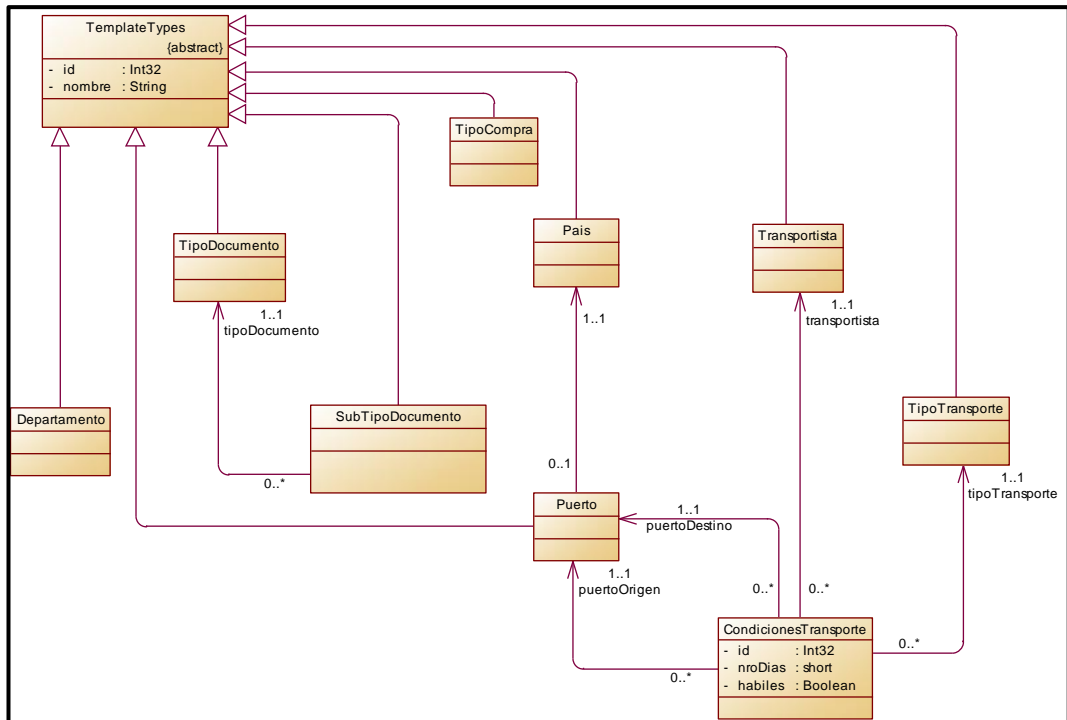 TemplateTypes
{abstract}
- id : Int32
- nombre : String
TipoCompra
Pais
Transportista
TipoDocumento
1..1
tipoDocumento
1..1
1..1
transportista
Departamento
SubTipoDocumento
TipoTransporte
0..*
0..1
1..1
tipoTransporte
Puerto
1..1
puertoDestino
1..1
puertoOrigen
0..*
0..*
CondicionesTransporte
- id : Int32
- nroDias : short
- habiles : Boolean
0..*
0..*